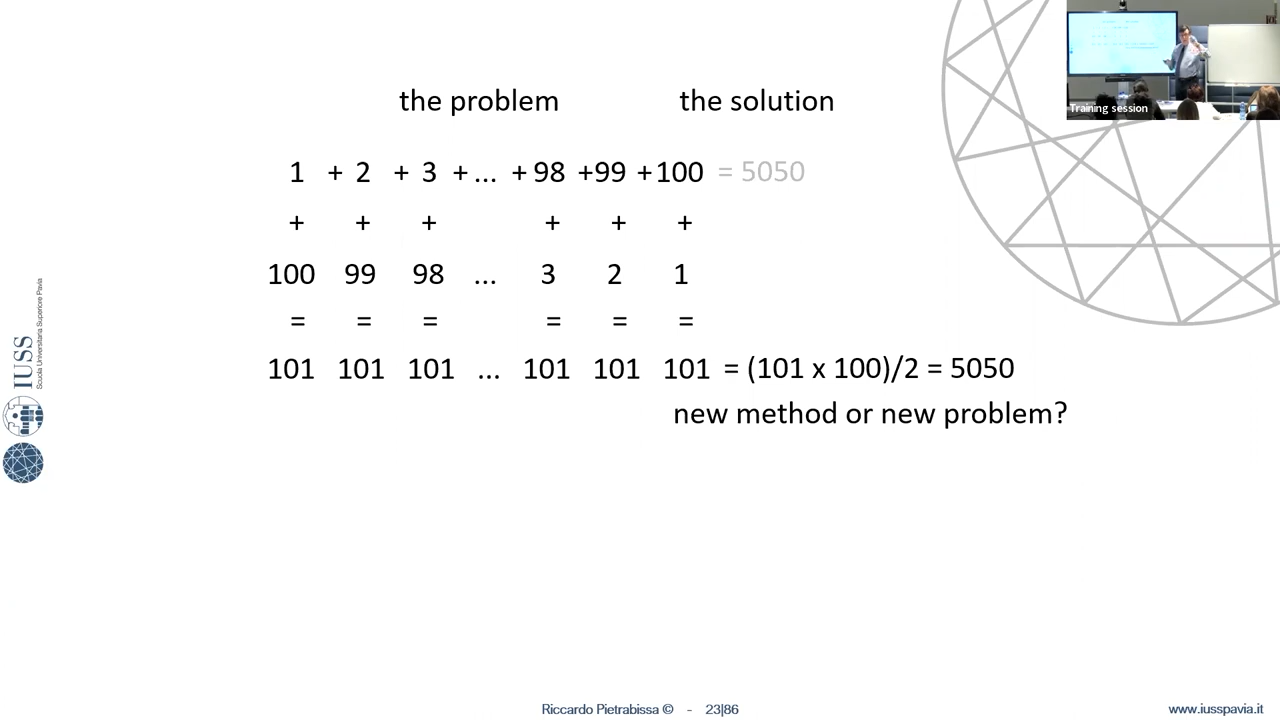 the problem the solution
1 + 2 + 3 + ... + 98 +99 +100 = 5050
+ + + + + +
100 99 98 ... 3 2 1
= = = = = =
101 101 101 ... 101 101 101 = (101 x 100)/2 = 5050
new method or new problem?
Training session
IUSS
Scuola Universitaria Superiore Pavia
Riccardo Pietrabissa © - 23|86
www.iusspavia.it